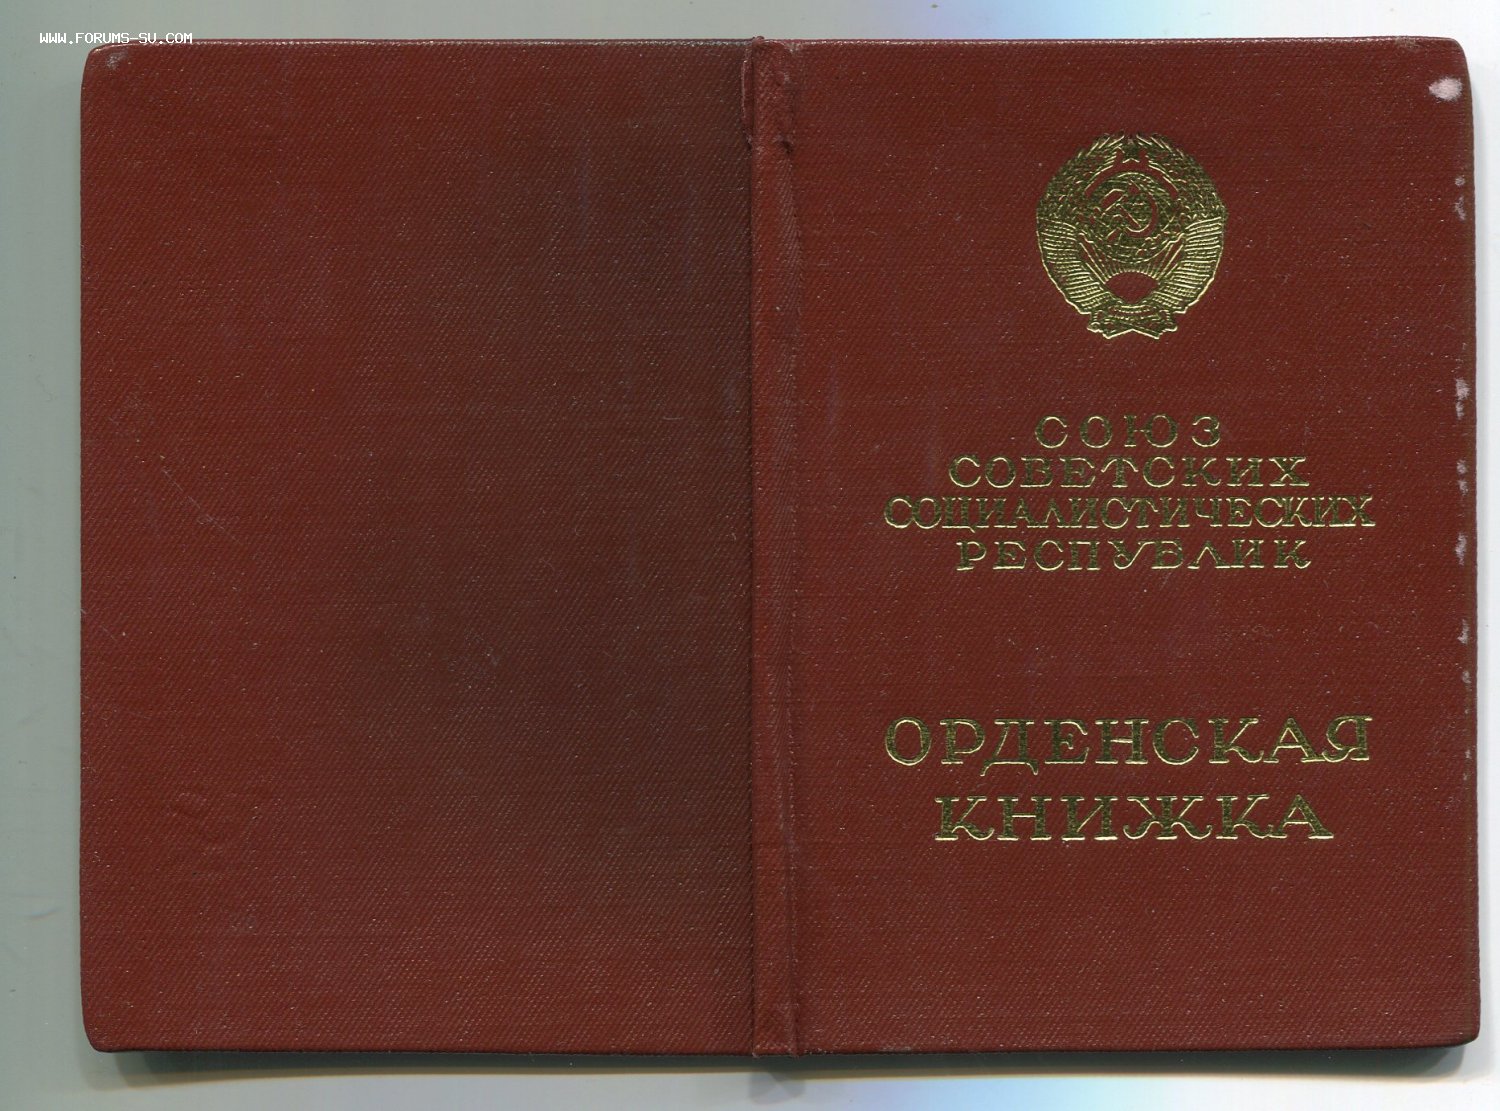 WWW.FORUMS-SU.COM
СОЮЗ
СОВЕТСКИХ
СОЦИАЛИСТИЧЕСКИХ
РЕСПУБЛИК
ОРДЕНСКАЯ
КНИЖКА